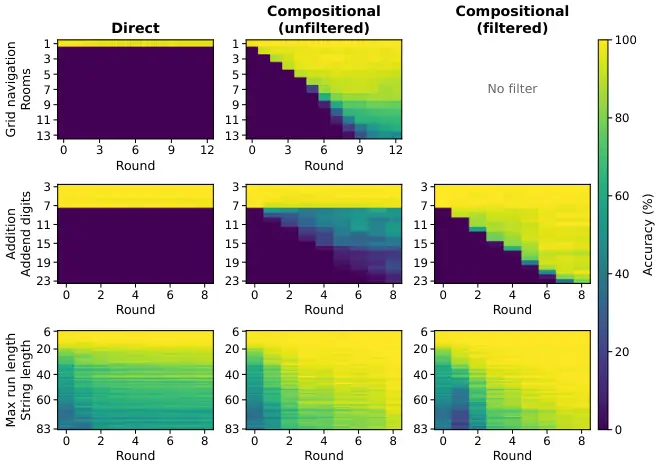 Direct
Compositional
(unfiltered)
Compositional
(filtered)
Grid navigation
Rooms
1
3
5
7
9
11
13
0 3 6 9 12
Round
1
3
5
7
9
11
13
0 3 6 9 12
Round
No filter
Addition
Addend digits
3
7
11
15
19
23
0 2 4 6 8
Round
3
7
11
15
19
23
0 2 4 6 8
Round
3
7
11
15
19
23
0 2 4 6 8
Round
Max run length
String length
6
20
40
60
83
0 2 4 6 8
Round
6
20
40
60
83
0 2 4 6 8
Round
6
20
40
60
83
0 2 4 6 8
Round
100
80
60
40
20
0
Accuracy (%)